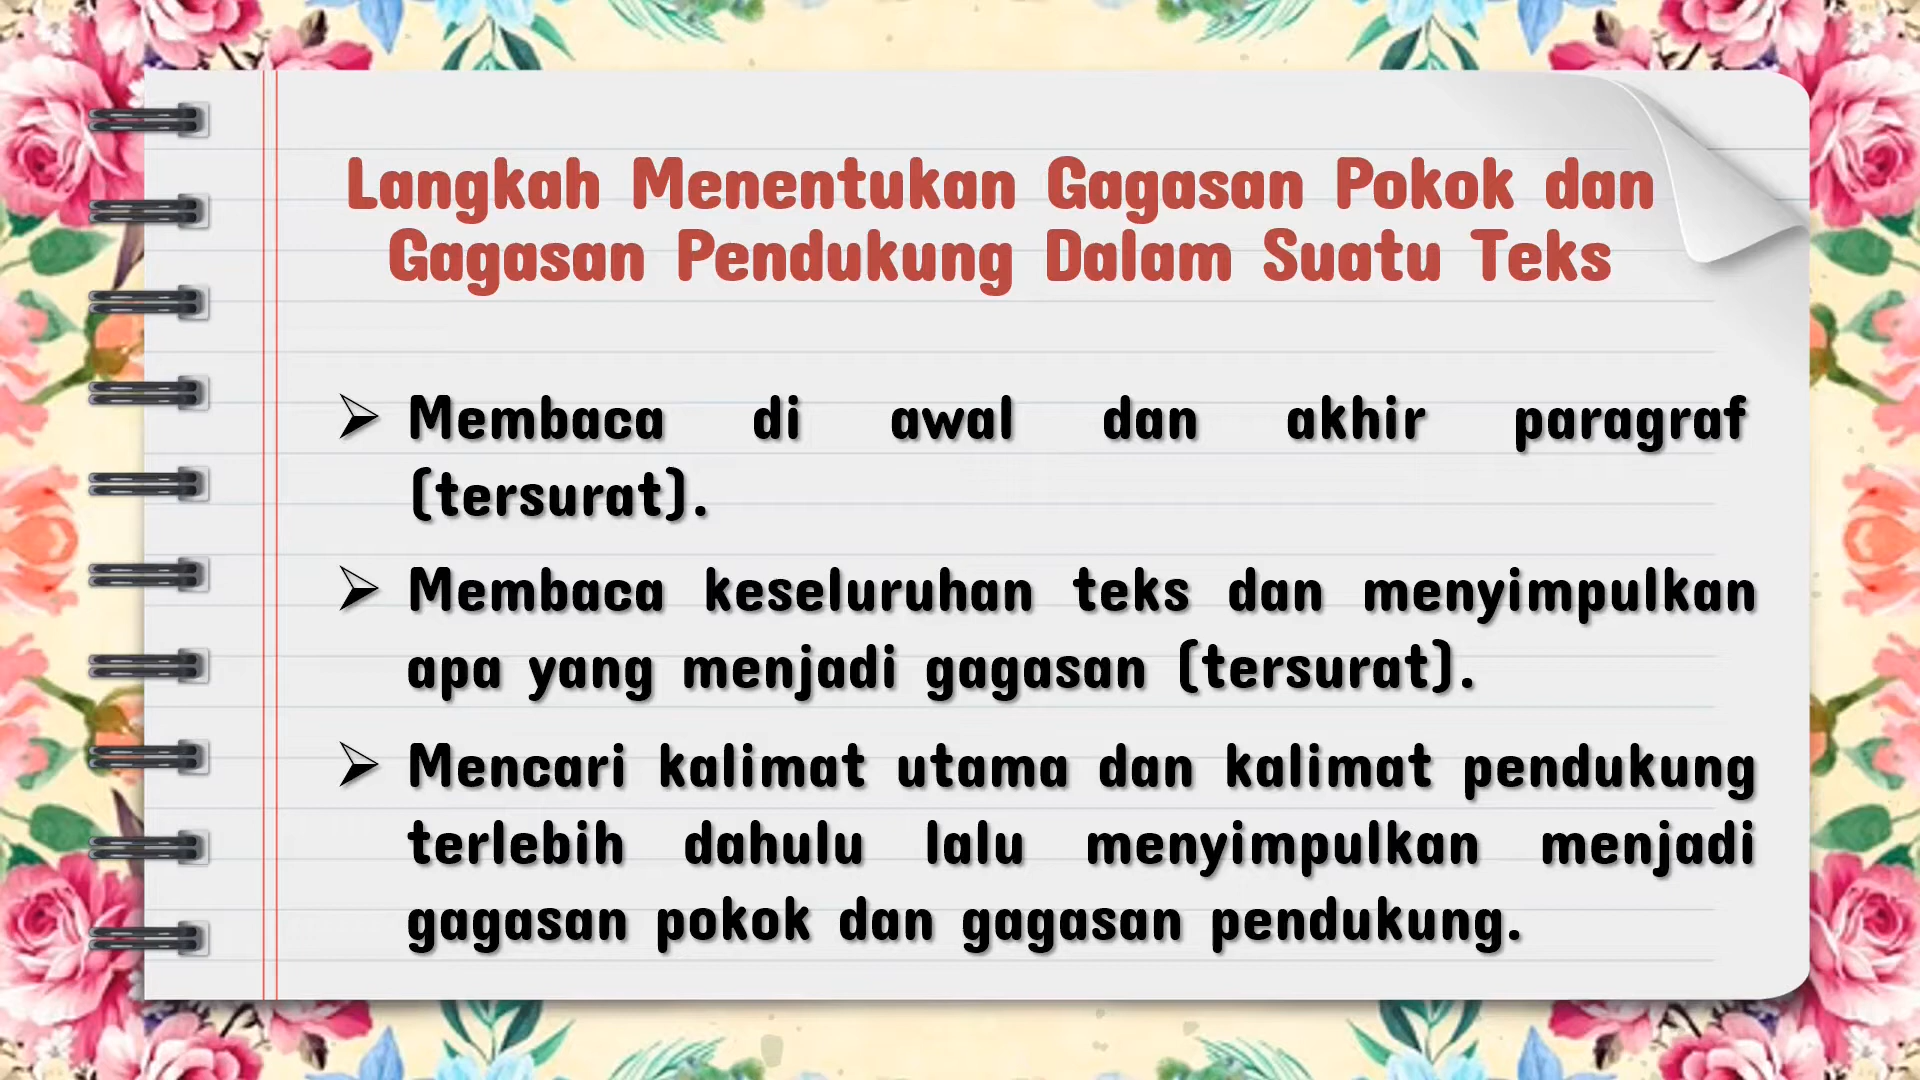 Langkah Menentukan Gagasan Pokok dan
Gagasan Pendukung Dalam Suatu Teks
➢ Membaca di awal dan akhir paragraf
(tersurat).
➢ Membaca keseluruhan teks dan menyimpulkan
apa yang menjadi gagasan (tersurat).
➢ Mencari kalimat utama dan kalimat pendukung
terlebih dahulu lalu menyimpulkan menjadi
gagasan pokok dan gagasan pendukung.